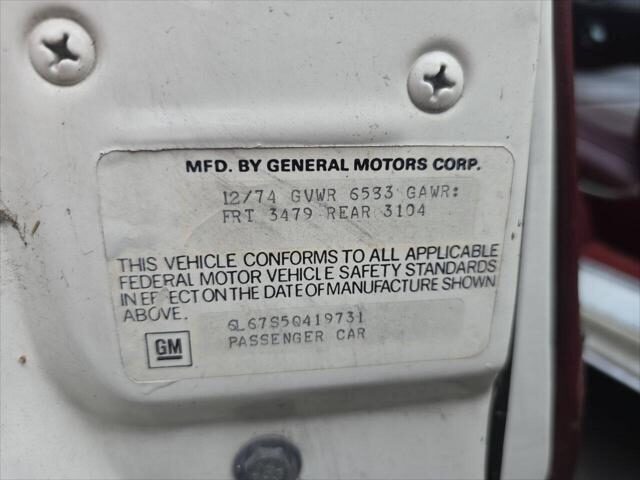 MFD. BY GENERAL MOTORS CORP.
12/74 GVWR 6583 GAWR:
FRT 3479 REAR 3104
THIS VEHICLE CONFORMS TO ALL APPLICABLE
FEDERAL MOTOR VEHICLE SAFETY STANDARDS
IN EFFECT ON THE DATE OF MANUFACTURE SHOWN
ABOVE.
6L67S5Q419731
PASSENGER CAR
GM